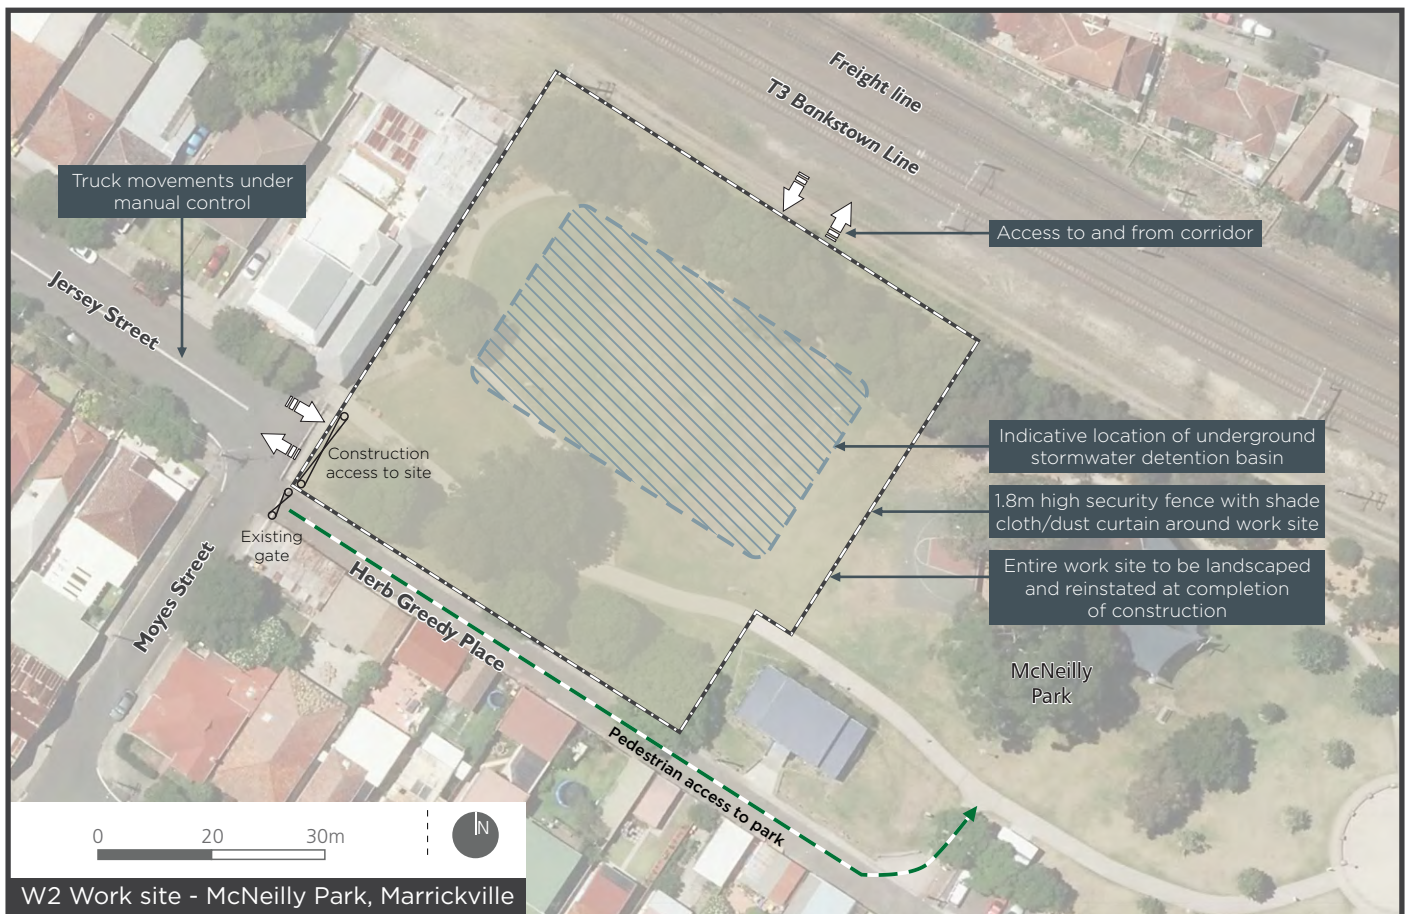 Freight line
T3 Bankstown Line
Truck movements under
manual control
Access to and from corridor
Jersey Street
Construction
access to site
Indicative location of underground
stormwater detention basin
1.8m high security fence with shade
cloth/dust curtain around work site
Existing
gate
Entire work site to be landscaped
and reinstated at completion
of construction
Moyes Street
Herb Greedy Place
McNeilly
Park
Pedestrian access to park
0 20 30m
N
W2 Work site - McNeilly Park, Marrickville